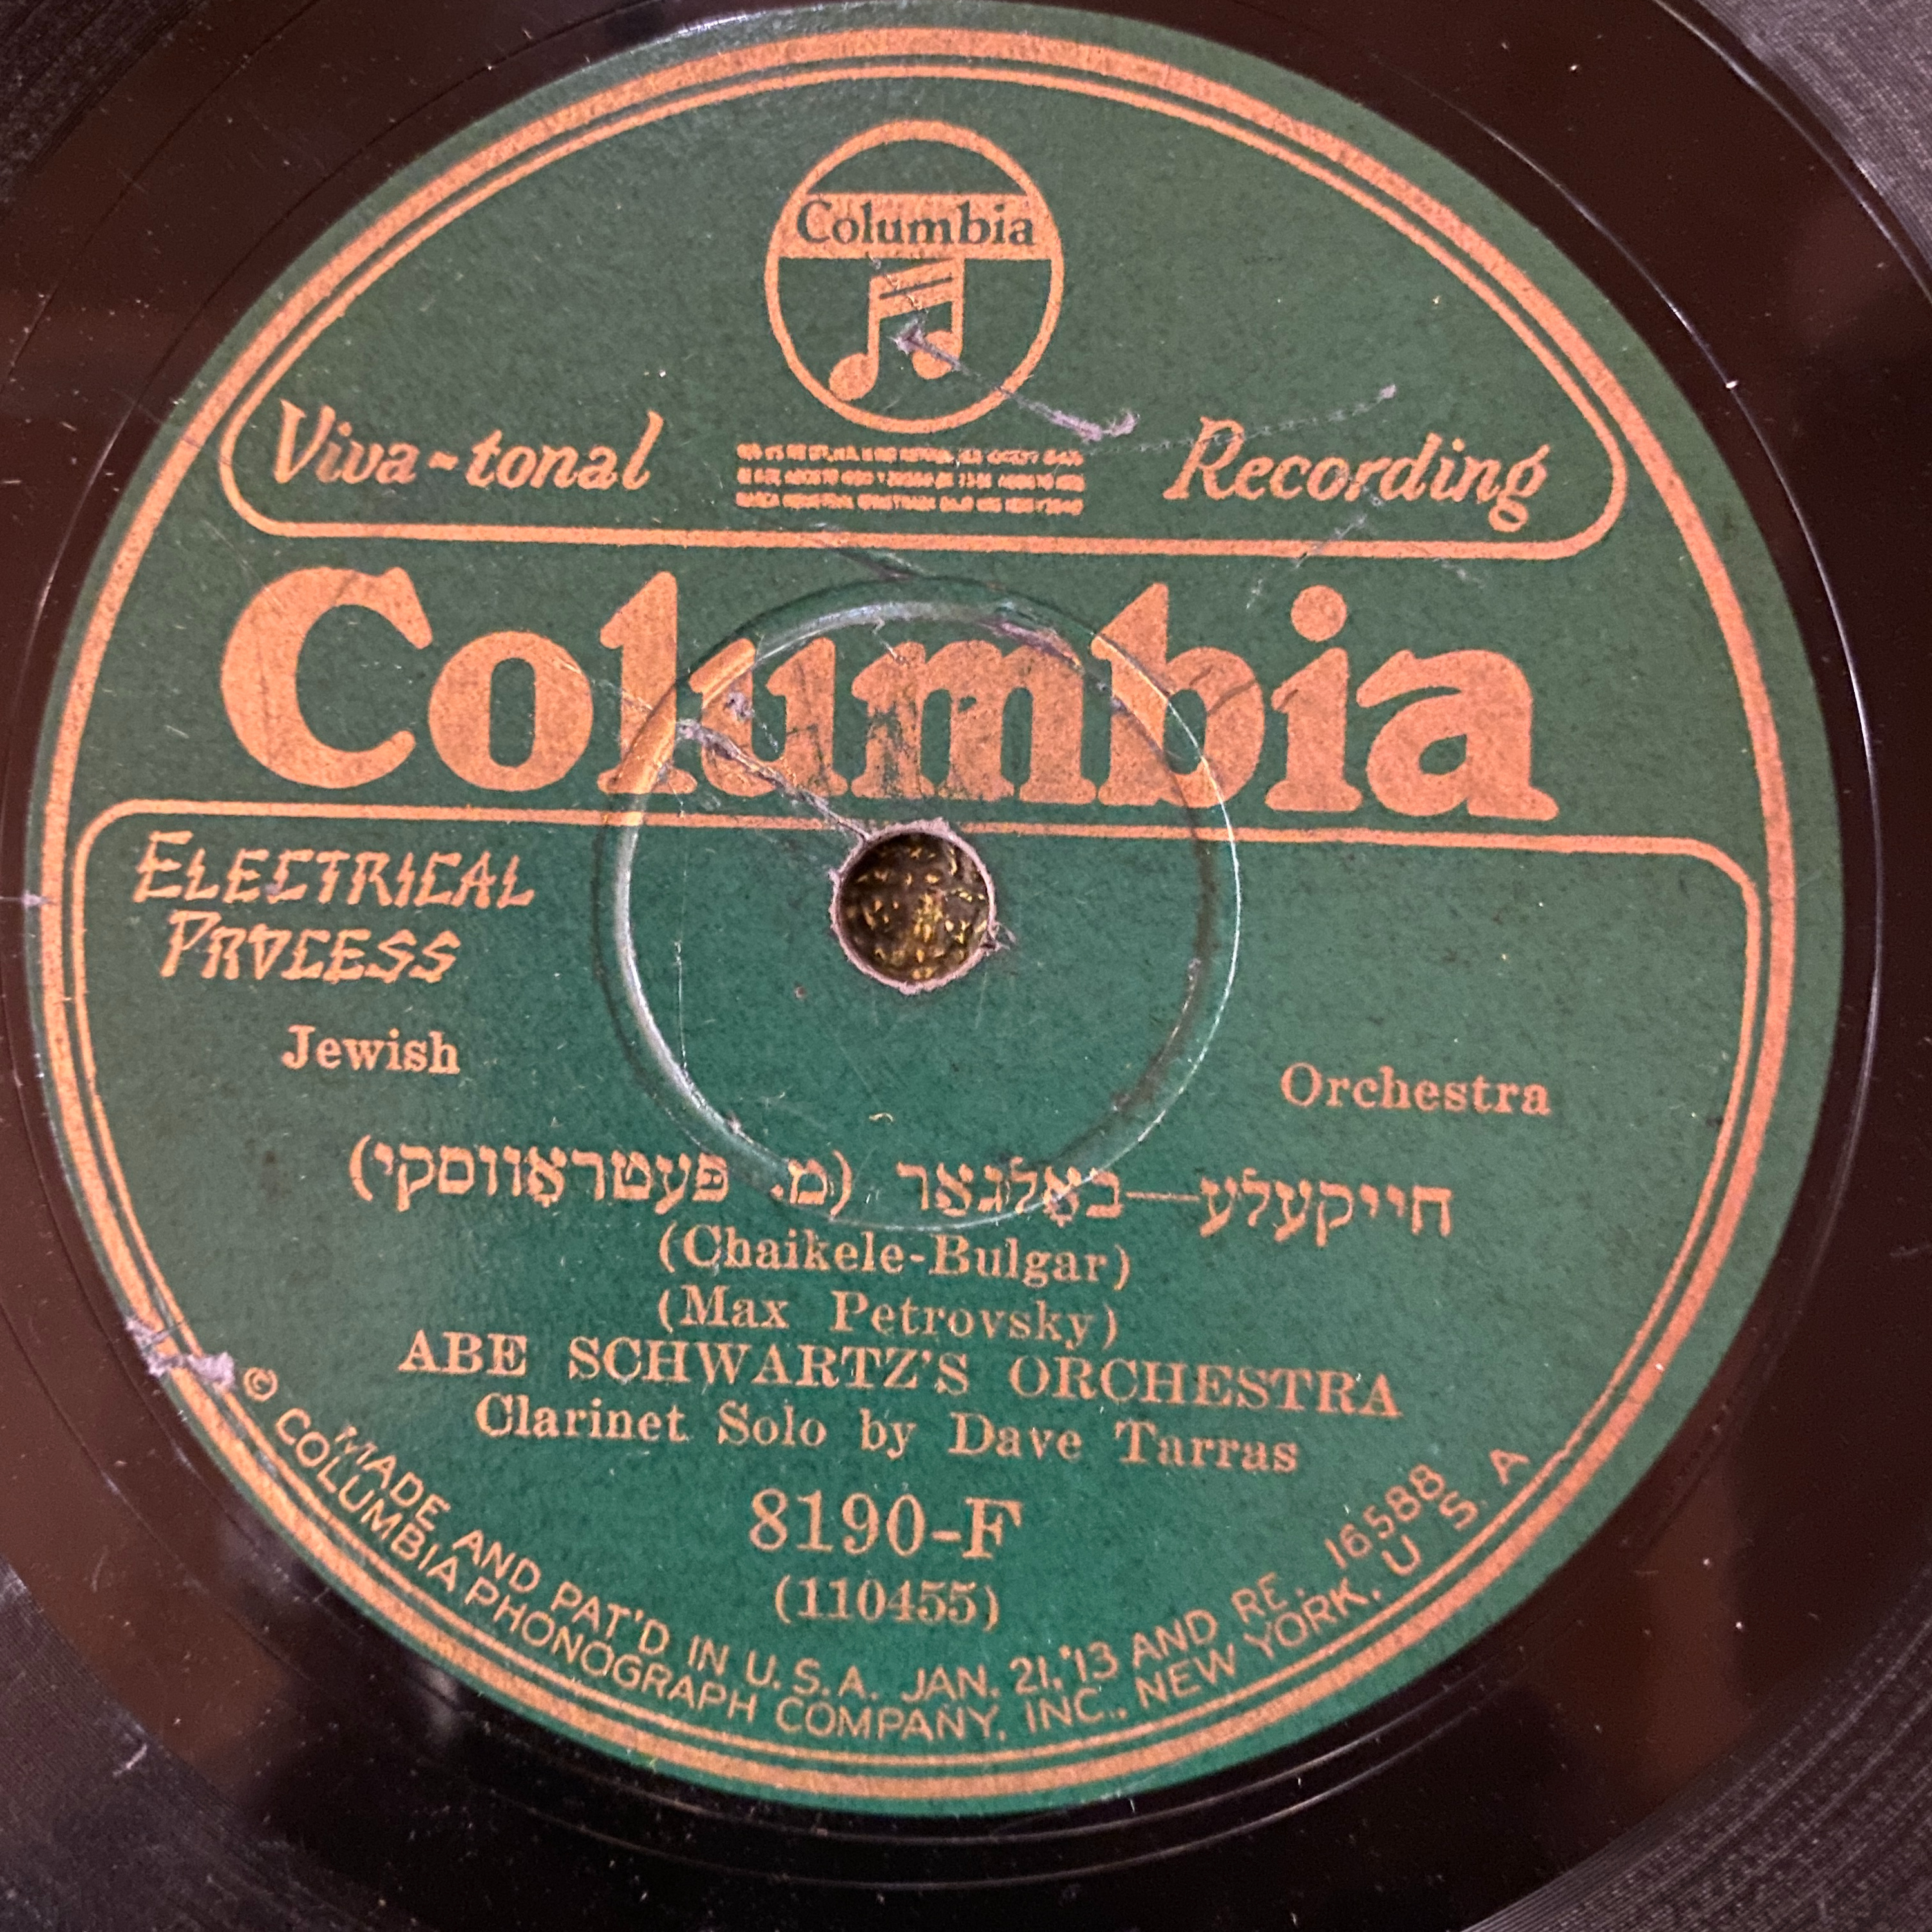 Columbia
Viva-tonal Recording
Columbia
ELECTRICAL
PROCESS
Jewish Orchestra
חייקעלע—באָלגאַר (מ. פּעטראָווסקי)
(Chaikele-Bulgar)
(Max Petrovsky)
ABE SCHWARTZ'S ORCHESTRA
Clarinet Solo by Dave Tarras
8190-F
(110455)
MADE AND PAT'D IN U.S.A. JAN. 21,'13 AND RE. 16588
© COLUMBIA PHONOGRAPH COMPANY, INC., NEW YORK, U S. A